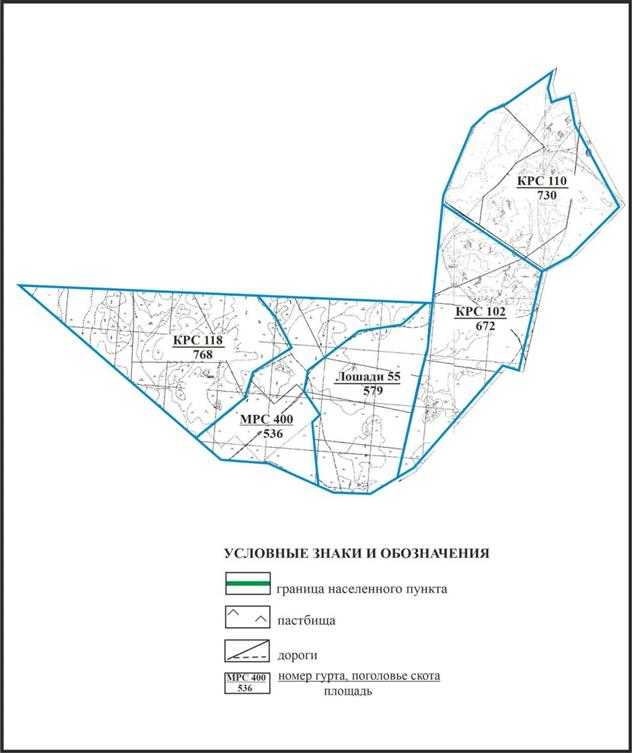 КРС 110
730
КРС 102
672
КРС 118
768
Лошади 55
579
МРС 400
536
УСЛОВНЫЕ ЗНАКИ И ОБОЗНАЧЕНИЯ
граница населенного пункта
пастбища
дороги
МРС 400
536
номер гурта, поголовье скота
площадь